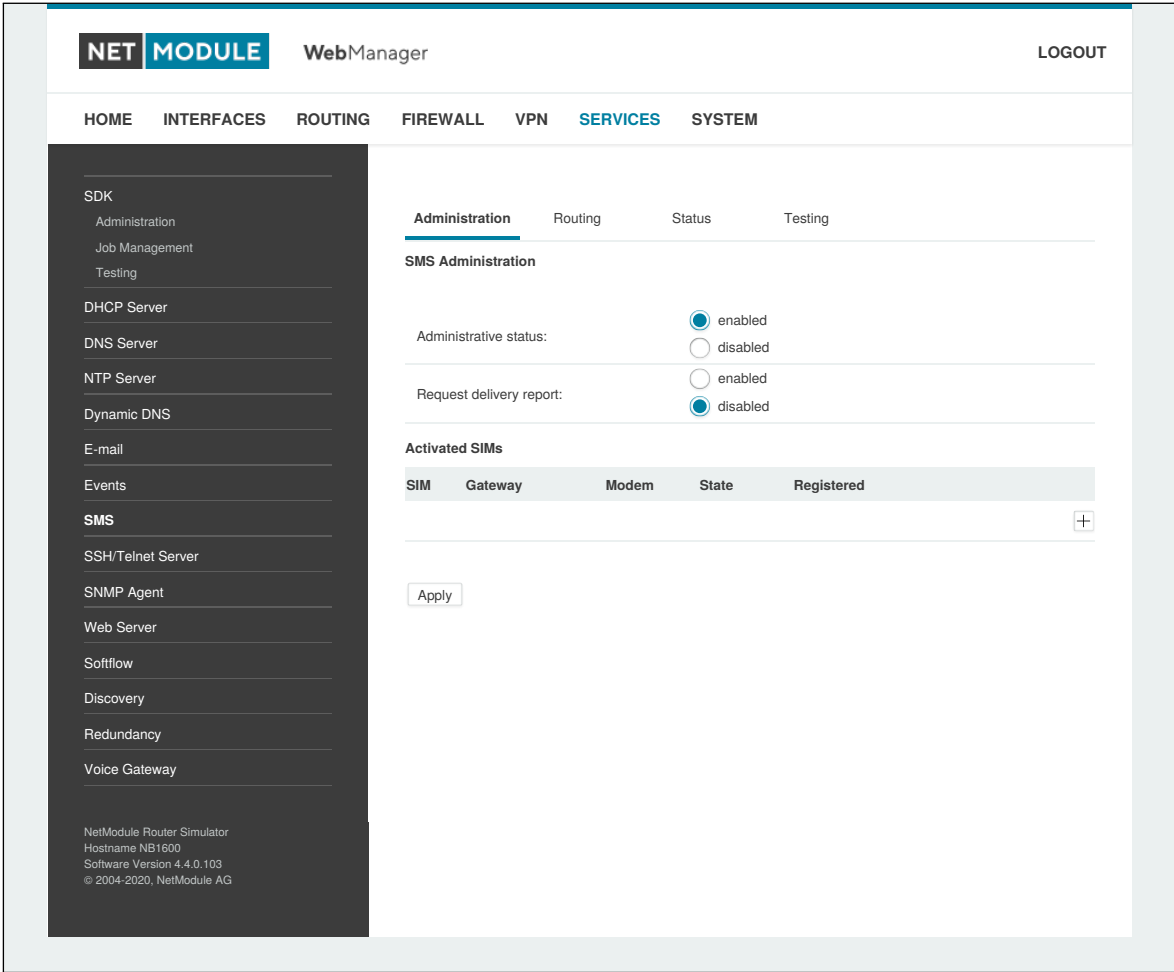 NET MODULE WebManager LOGOUT
HOME INTERFACES ROUTING FIREWALL VPN SERVICES SYSTEM
SDK
Administration
Job Management
Testing
DHCP Server
DNS Server
NTP Server
Dynamic DNS
E-mail
Events
SMS
SSH/Telnet Server
SNMP Agent
Web Server
Softflow
Discovery
Redundancy
Voice Gateway
NetModule Router Simulator
Hostname NB1600
Software Version 4.4.0.103
© 2004-2020, NetModule AG
Administration Routing Status Testing
SMS Administration
Administrative status:
enabled
disabled
Request delivery report:
enabled
disabled
Activated SIMs
SIM Gateway Modem State Registered
Apply